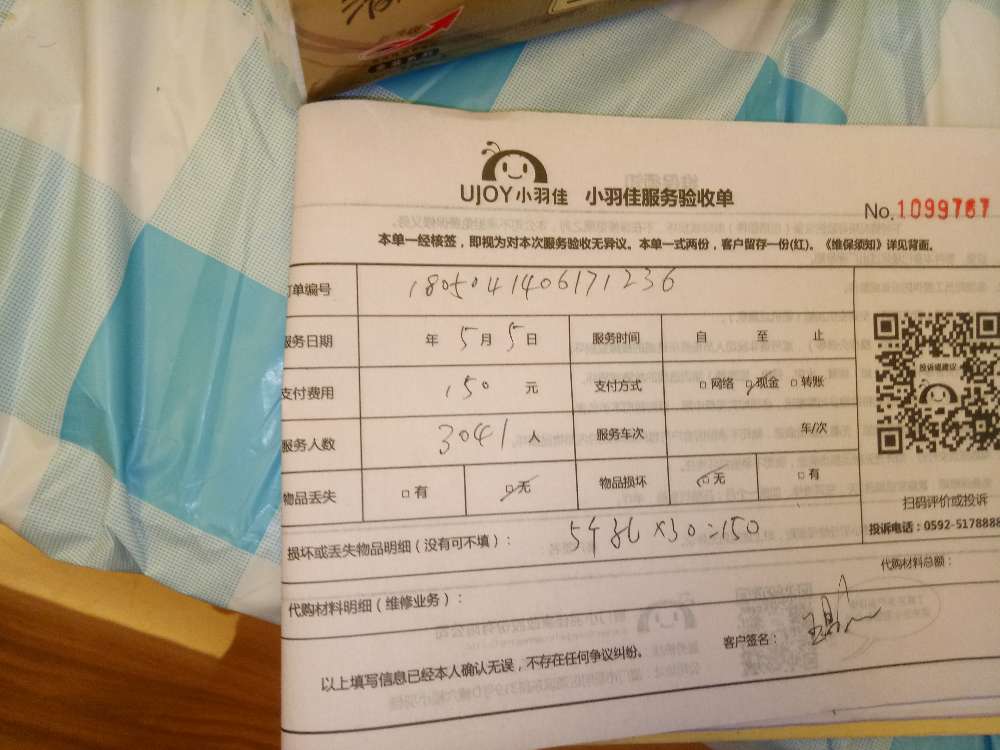 UJOY小羽佳 小羽佳服务验收单
No.1099767
本单一经核签，即视为对本次服务验收无异议。本单一式两份，客户留存一份(红)。《维保须知》详见背面。
订单编号 1805041406171236
服务日期 年 5月 5日 服务时间 自 至 止
支付费用 150 元 支付方式 □网络 □现金 □转账
服务人数 3041 人 服务车次 车/次
物品丢失 □有 □无 物品损坏 □无 □有
投诉或建议
扫码评价或投诉
投诉电话：0592-5178888
损坏或丢失物品明细（没有可不填）： ×30=150
代购材料明细（维修业务）： 代购材料总额：
客户签名：
以上填写信息已经本人确认无误，不存在任何争议纠纷。